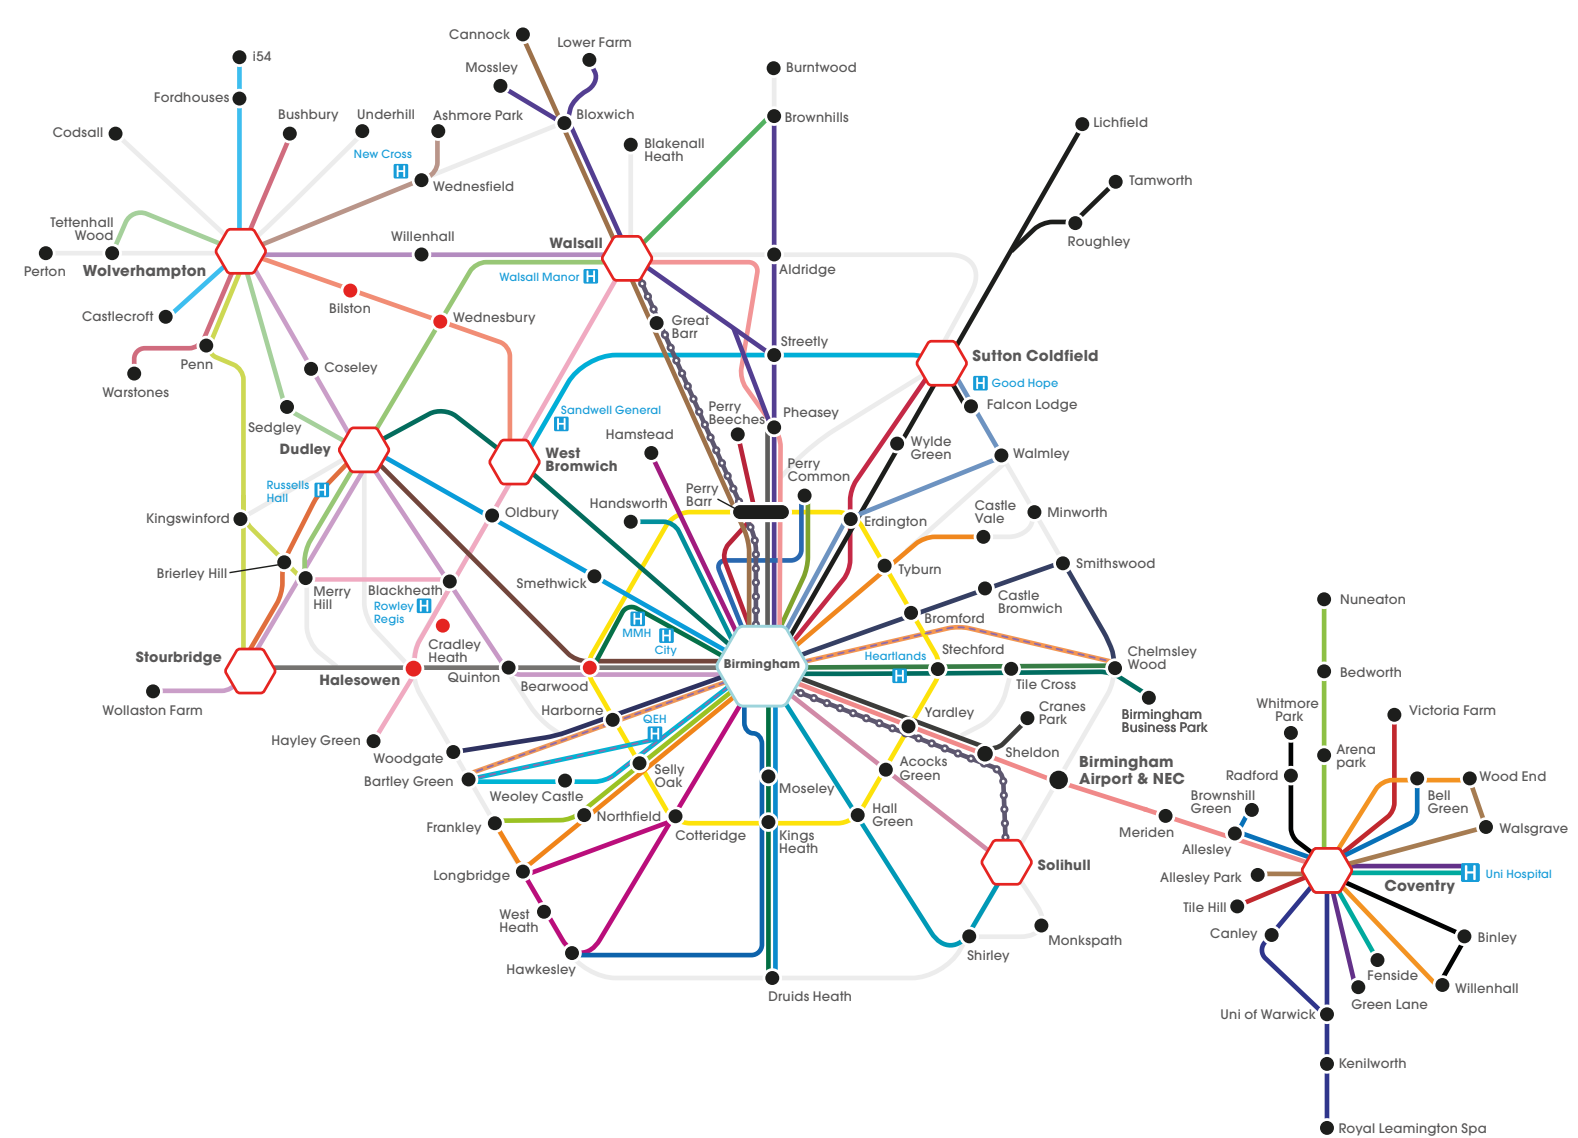 Cannock
Lower Farm
i54
Mossley
Burntwood
Fordhouses
Bushbury
Underhill
Ashmore Park
Bloxwich
Brownhills
Lichfield
Codsall
New Cross
H
Blakenall
Heath
Wednesfield
Tamworth
Tettenhall
Wood
Willenhall
Walsall
Roughley
Perton
Wolverhampton
Walsall Manor H
Aldridge
Castlecroft
Bilston
Wednesbury
Great
Barr
Streetly
Penn
Sutton Coldfield
Warstones
Coseley
H Good Hope
Sedgley
Sandwell General
H
Perry
Beeches
Pheasey
Falcon Lodge
Dudley
Hamstead
West
Bromwich
Wylde
Green
Walmley
Russells
Hall
H
Perry
Common
Perry
Barr
Handsworth
Kingswinford
Oldbury
Erdington
Castle
Vale
Minworth
Brierley Hill
Smethwick
Tyburn
Smithswood
Merry
Hill
Blackheath
Rowley
Regis
H
Castle
Bromwich
Nuneaton
Cradley
Heath
H
MMH
H
City
Bromford
Stourbridge
Halesowen
Quinton
Bearwood
Birmingham
Heartlands
H
Stechford
Tile Cross
Chelmsley
Wood
Bedworth
Wollaston Farm
Harborne
QEH
H
Yardley
Cranes
Park
Birmingham
Business Park
Whitmore
Park
Victoria Farm
Hayley Green
Woodgate
Sheldon
Birmingham
Airport & NEC
Arena
park
Bartley Green
Selly
Oak
Acocks
Green
Radford
Wood End
Weoley Castle
Moseley
Brownshill
Green
Bell
Green
Frankley
Northfield
Cotteridge
Kings
Heath
Hall
Green
Meriden
Allesley
Walsgrave
Longbridge
Solihull
Allesley Park
Coventry
H Uni Hospital
West
Heath
Tile Hill
Hawkesley
Shirley
Monkspath
Canley
Binley
Druids Heath
Fenside
Green Lane
Willenhall
Uni of Warwick
Kenilworth
Royal Leamington Spa